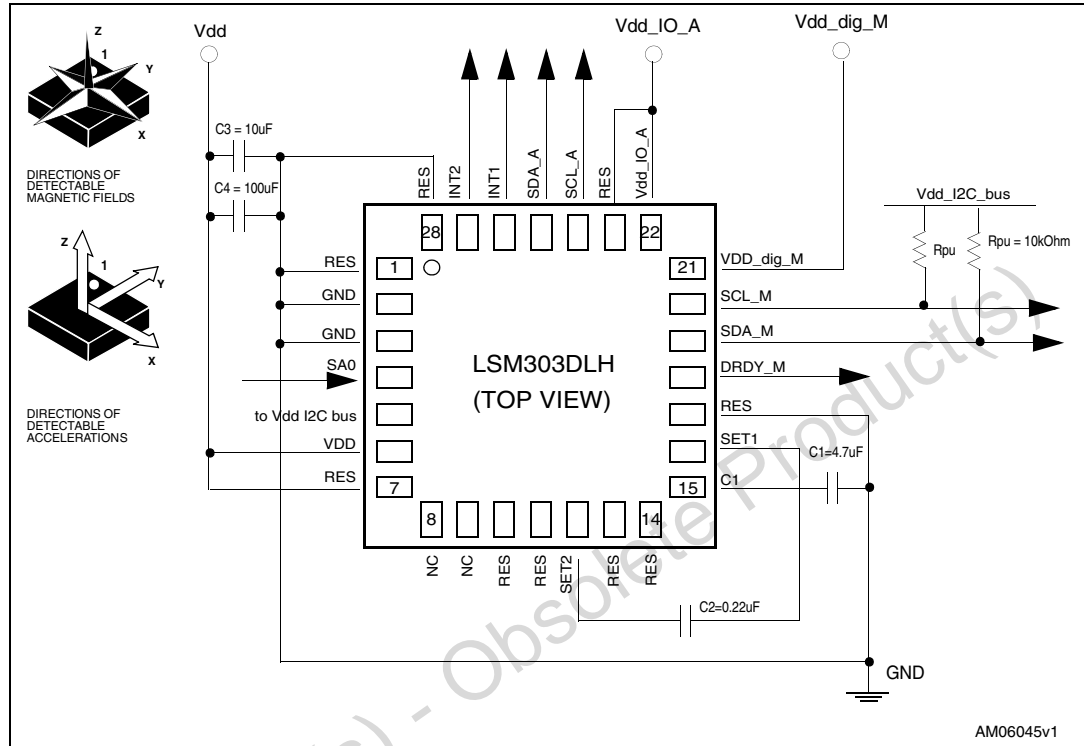 Vdd
Vdd_IO_A
Vdd_dig_M
Z
1
Y
X
DIRECTIONS OF
DETECTABLE
MAGNETIC FIELDS
Z
1
Y
X
DIRECTIONS OF
DETECTABLE
ACCELERATIONS
C3 = 10uF
C4 = 100uF
RES
INT2
INT1
SDA_A
SCL_A
RES
Vdd_IO_A
28
22
RES
GND
GND
SA0
to Vdd I2C bus
VDD
RES
1
7
LSM303DLH
(TOP VIEW)
21
15
VDD_dig_M
SCL_M
SDA_M
DRDY_M
RES
SET1
C1
Vdd_I2C_bus
Rpu
Rpu = 10kOhm
C1=4.7uF
8
14
NC
NC
RES
RES
SET2
RES
RES
C2=0.22uF
GND
s) - Obsolete Product(s)
AM06045v1